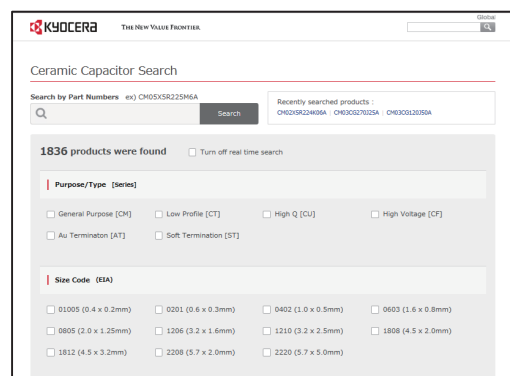 Global
KYOCERA THE NEW VALUE FRONTIER
Ceramic Capacitor Search
Search by Part Numbers ex) CM05X5R225M6A
Search
Recently searched products :
CM02X5R224K06A | CM03CG270J25A | CM03CG120J50A
1836 products were found Turn off real time search
Purpose/Type [Series]
General Purpose [CM] Low Profile [CT] High Q [CU] High Voltage [CF]
Au Terminaton [AT] Soft Termination [ST]
Size Code (EIA)
01005 (0.4 x 0.2mm) 0201 (0.6 x 0.3mm) 0402 (1.0 x 0.5mm) 0603 (1.6 x 0.8mm)
0805 (2.0 x 1.25mm) 1206 (3.2 x 1.6mm) 1210 (3.2 x 2.5mm) 1808 (4.5 x 2.0mm)
1812 (4.5 x 3.2mm) 2208 (5.7 x 2.0mm) 2220 (5.7 x 5.0mm)